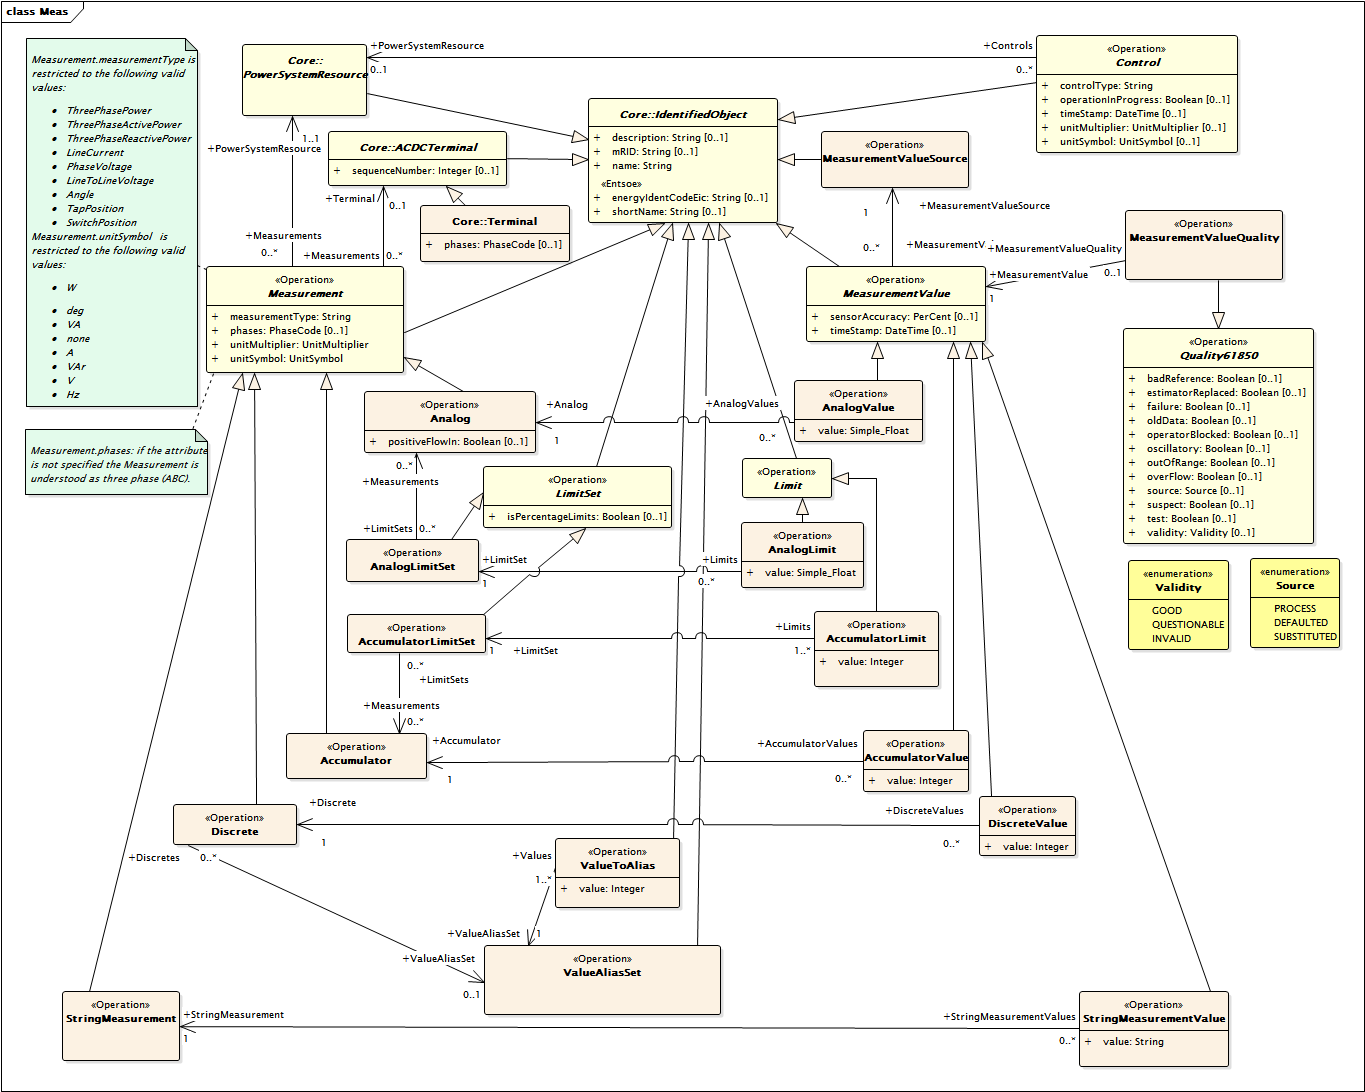 class Meas
Measurement.measurementType is
restricted to the following valid
values:
• ThreePhasePower
• ThreePhaseActivePower
• ThreePhaseReactivePower
• LineCurrent
• PhaseVoltage
• LineToLineVoltage
• Angle
• TapPosition
• SwitchPosition
Measurement.unitSymbol is
restricted to the following valid
values:
• W
• deg
• VA
• none
• A
• VAr
• V
• Hz
Measurement.phases: if the attribute
is not specified the Measurement is
understood as three phase (ABC).
Core::
PowerSystemResource
+PowerSystemResource
0..1
+Controls
0..*
«Operation»
Control
+ controlType: String
+ operationInProgress: Boolean [0..1]
+ timeStamp: DateTime [0..1]
+ unitMultiplier: UnitMultiplier [0..1]
+ unitSymbol: UnitSymbol [0..1]
Core::IdentifiedObject
+ description: String [0..1]
+ mRID: String [0..1]
+ name: String
«Entsoe»
+ energyIdentCodeEic: String [0..1]
+ shortName: String [0..1]
1..1
+PowerSystemResource
Core::ACDCTerminal
+ sequenceNumber: Integer [0..1]
+Terminal
0..1
Core::Terminal
+ phases: PhaseCode [0..1]
+Measurements
0..*
+Measurements
0..*
«Operation»
MeasurementValueSource
+MeasurementValueSource
1
0..*
+MeasurementV
+MeasurementValueQuality
0..1
+MeasurementValue
1
«Operation»
MeasurementValueQuality
«Operation»
Measurement
+ measurementType: String
+ phases: PhaseCode [0..1]
+ unitMultiplier: UnitMultiplier
+ unitSymbol: UnitSymbol
«Operation»
MeasurementValue
+ sensorAccuracy: PerCent [0..1]
+ timeStamp: DateTime [0..1]
«Operation»
Quality61850
+ badReference: Boolean [0..1]
+ estimatorReplaced: Boolean [0..1]
+ failure: Boolean [0..1]
+ oldData: Boolean [0..1]
+ operatorBlocked: Boolean [0..1]
+ oscillatory: Boolean [0..1]
+ outOfRange: Boolean [0..1]
+ overFlow: Boolean [0..1]
+ source: Source [0..1]
+ suspect: Boolean [0..1]
+ test: Boolean [0..1]
+ validity: Validity [0..1]
«Operation»
Analog
+ positiveFlowIn: Boolean [0..1]
+Analog
1
+AnalogValues
0..*
«Operation»
AnalogValue
+ value: Simple_Float
0..*
+Measurements
+LimitSets
0..*
«Operation»
LimitSet
+ isPercentageLimits: Boolean [0..1]
«Operation»
Limit
«Operation»
AnalogLimitSet
+LimitSet
1
+Limits
0..*
«Operation»
AnalogLimit
+ value: Simple_Float
«enumeration»
Validity
GOOD
QUESTIONABLE
INVALID
«enumeration»
Source
PROCESS
DEFAULTED
SUBSTITUTED
«Operation»
AccumulatorLimitSet
1
+LimitSet
+Limits
1..*
«Operation»
AccumulatorLimit
+ value: Integer
0..*
+LimitSets
+Measurements
0..*
«Operation»
Accumulator
+Accumulator
1
+AccumulatorValues
0..*
«Operation»
AccumulatorValue
+ value: Integer
«Operation»
Discrete
+Discrete
1
+DiscreteValues
0..*
«Operation»
DiscreteValue
+ value: Integer
+Discretes
0..*
+Values
1..*
«Operation»
ValueToAlias
+ value: Integer
+ValueAliasSet
1
+ValueAliasSet
0..1
«Operation»
ValueAliasSet
«Operation»
StringMeasurement
+StringMeasurement
1
+StringMeasurementValues
0..*
«Operation»
StringMeasurementValue
+ value: String